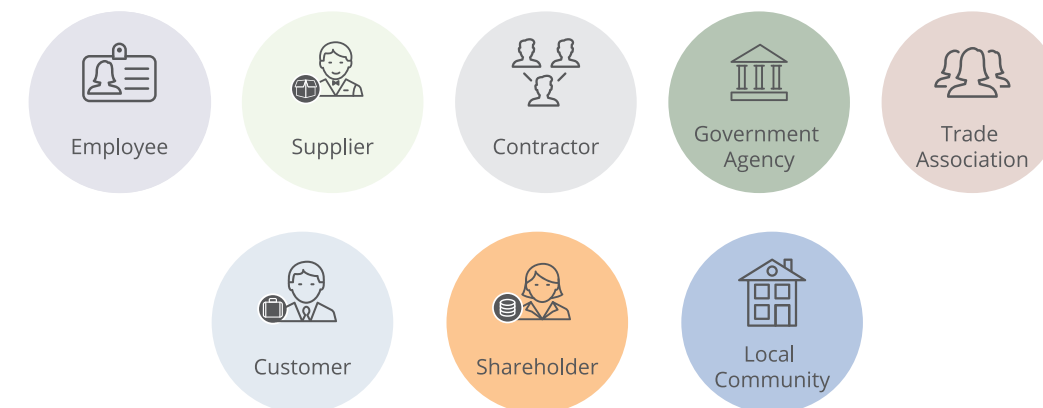 Employee
Supplier
Contractor
Government
Agency
Trade
Association
Customer
Shareholder
Local
Community